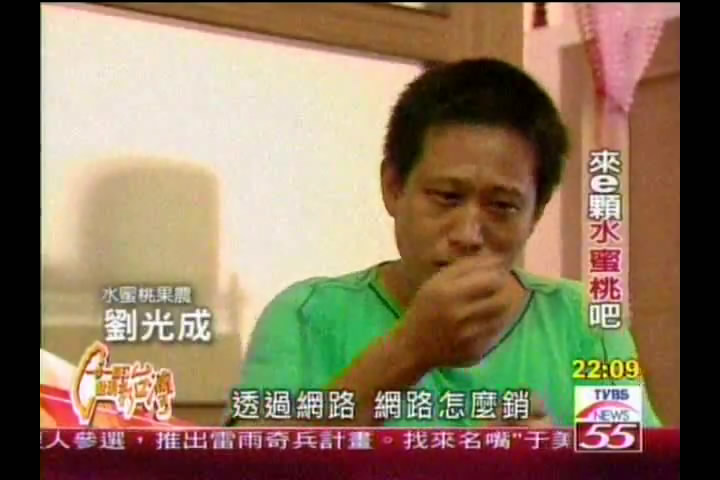 來e顆水蜜桃吧
水蜜桃果農
劉光成
台灣
22:09
透過網路 網路怎麼銷
TVBS
NEWS
55
人參選，推出雷雨奇兵計畫。找來名嘴"于美